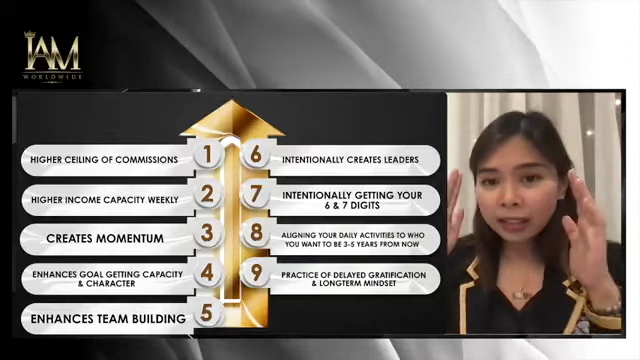 IAM
WORLDWIDE
HIGHER CEILING OF COMMISSIONS
1
HIGHER INCOME CAPACITY WEEKLY
2
CREATES MOMENTUM
3
ENHANCES GOAL GETTING CAPACITY
& CHARACTER
4
ENHANCES TEAM BUILDING
5
6
INTENTIONALLY CREATES LEADERS
7
INTENTIONALLY GETTING YOUR
6 & 7 DIGITS
8
ALIGNING YOUR DAILY ACTIVITIES TO WHO
YOU WANT TO BE 3-5 YEARS FROM NOW
9
PRACTICE OF DELAYED GRATIFICATION
& LONGTERM MINDSET